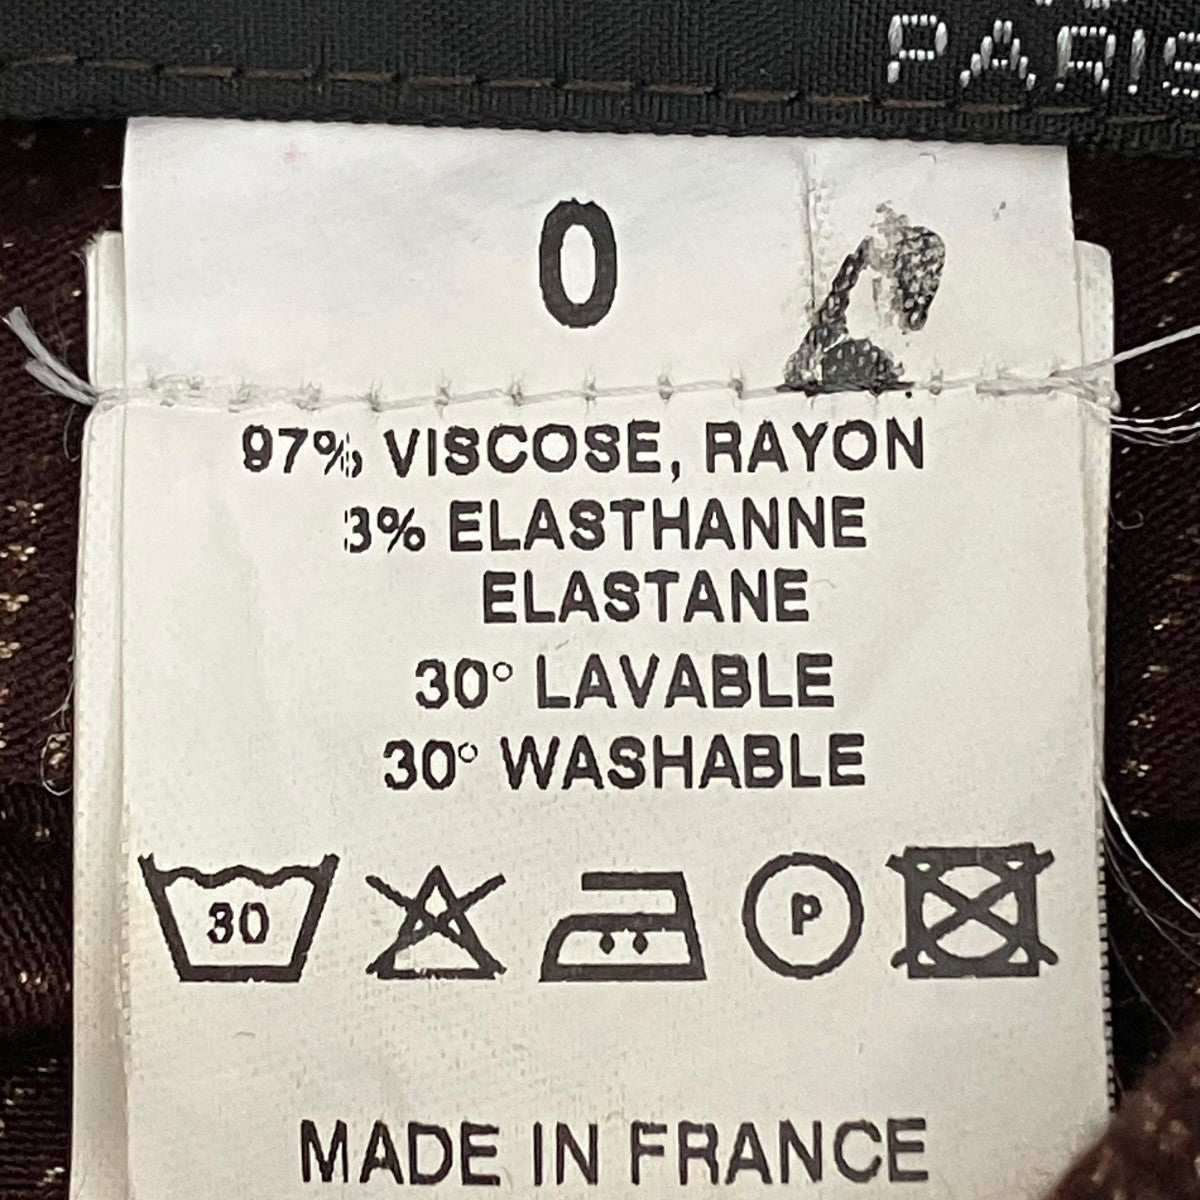 PARIS
0
97% VISCOSE, RAYON
3% ELASTHANNE
ELASTANE
30° LAVABLE
30° WASHABLE
30 P
MADE IN FRANCE